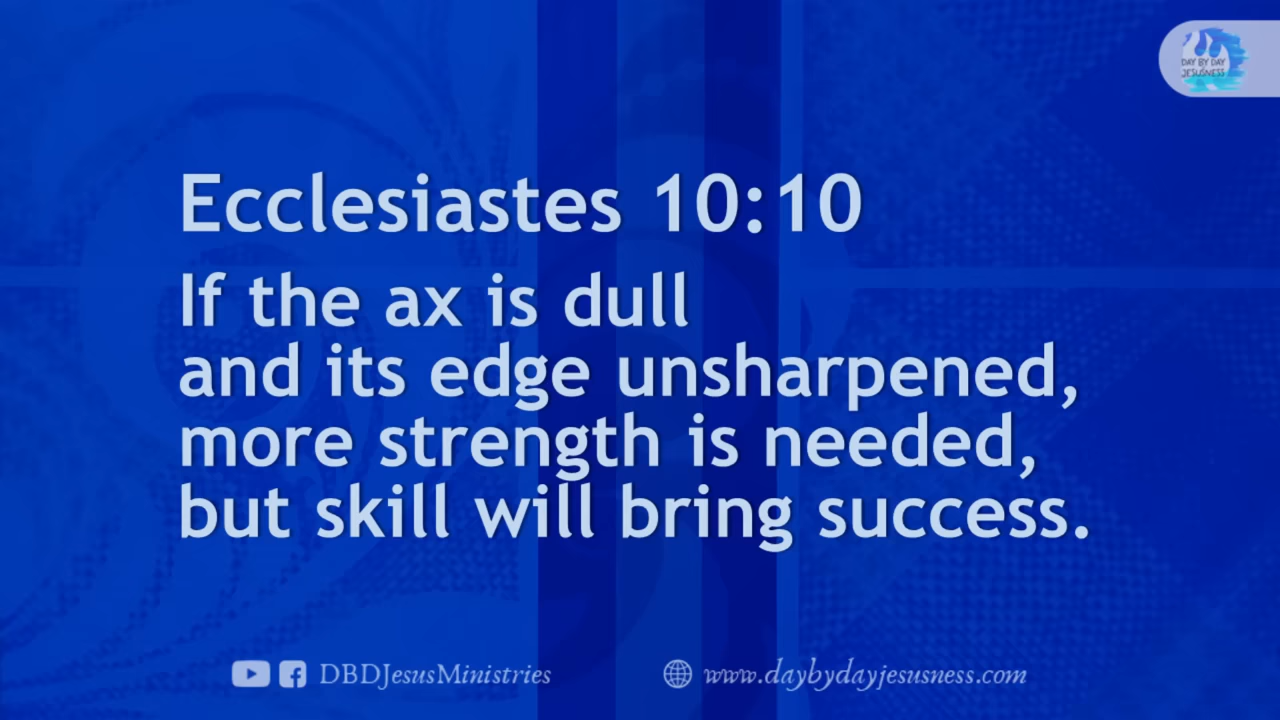 DAY BY DAY
JESUSNESS
Ecclesiastes 10:10
If the ax is dull
and its edge unsharpened,
more strength is needed,
but skill will bring success.
DBDJesusMinistries
www.daybydayjesusness.com